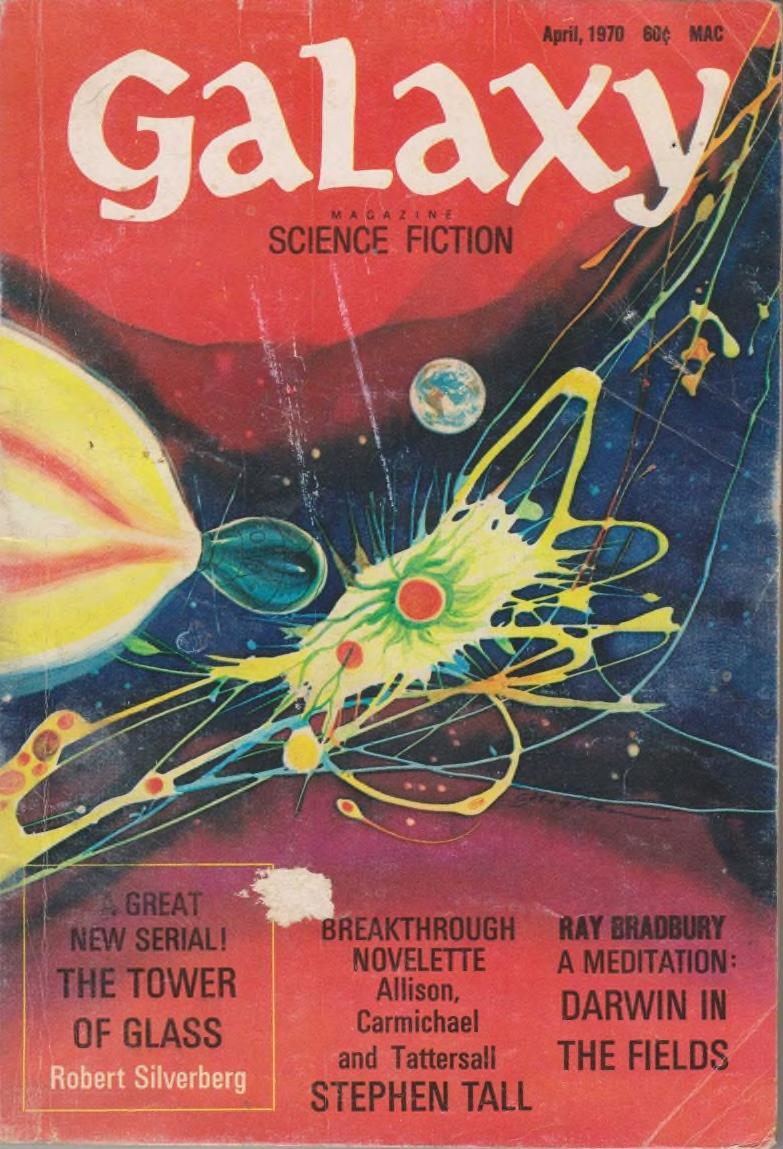 April, 1970 60¢ MAC
Galaxy
MAGAZINE
SCIENCE FICTION
A GREAT
NEW SERIAL!
THE TOWER
OF GLASS
Robert Silverberg
BREAKTHROUGH
NOVELETTE
Allison,
Carmichael
and Tattersall
STEPHEN TALL
RAY BRADBURY
A MEDITATION:
DARWIN IN
THE FIELDS